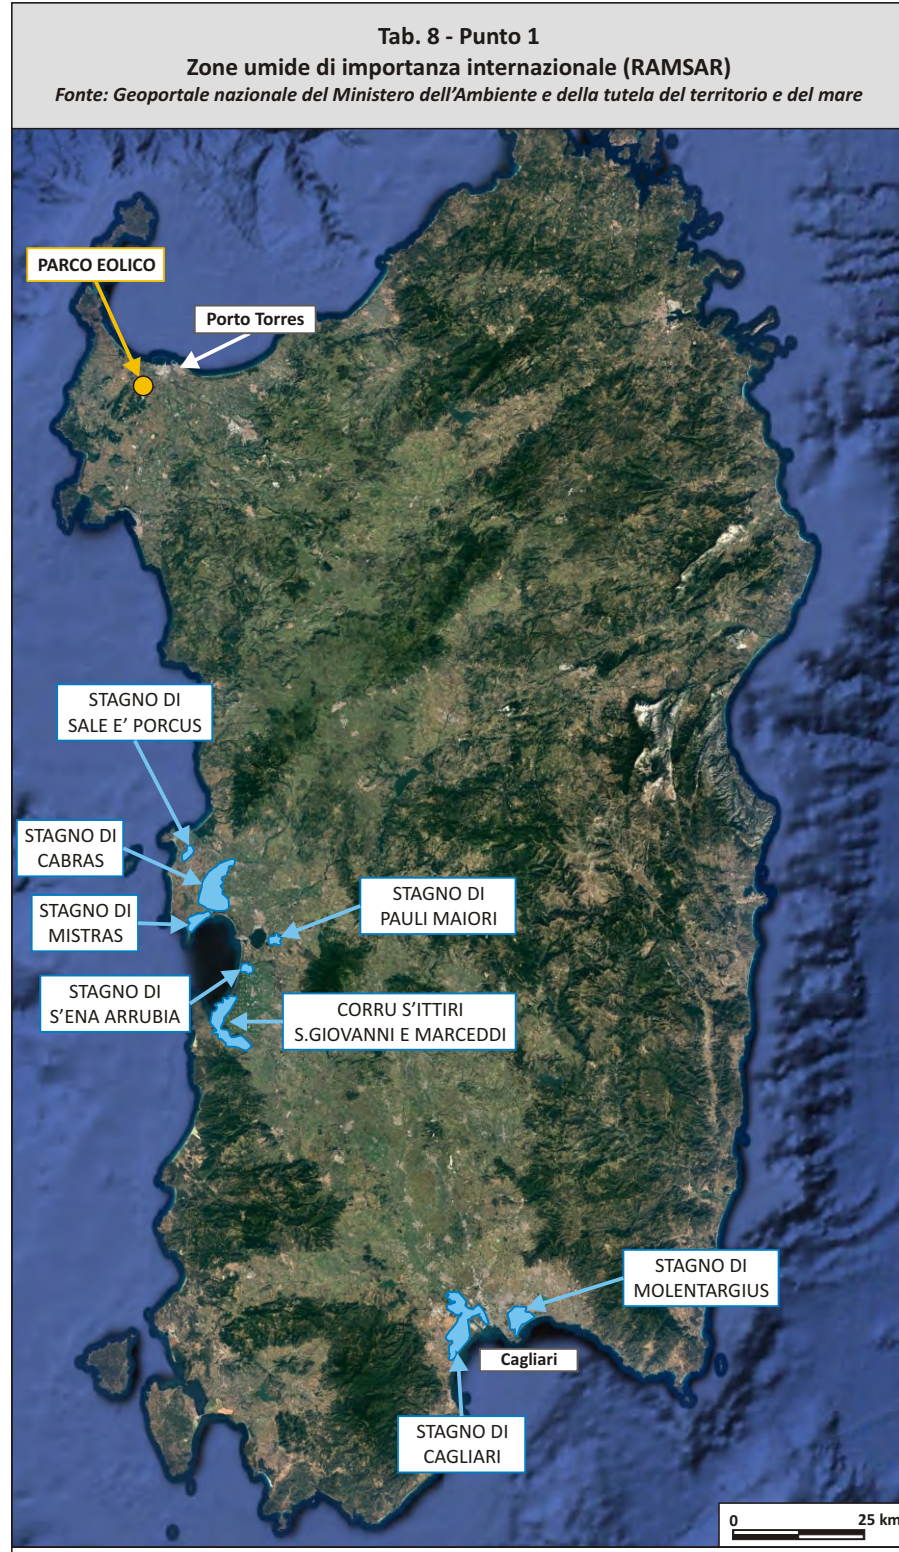 Tab. 8 - Punto 1
Zone umide di importanza internazionale (RAMSAR)
Fonte: Geoportale nazionale del Ministero dell'Ambiente e della tutela del territorio e del mare
PARCO EOLICO
Porto Torres
STAGNO DI
SALE E' PORCUS
STAGNO DI
CABRAS
STAGNO DI
PAULI MAIORI
STAGNO DI
MISTRAS
STAGNO DI
S'ENA ARRUBIA
CORRU S'ITTIRI
S.GIOVANNI E MARCEDDI
STAGNO DI
MOLENTARGIUS
Cagliari
STAGNO DI
CAGLIARI
0 25 km